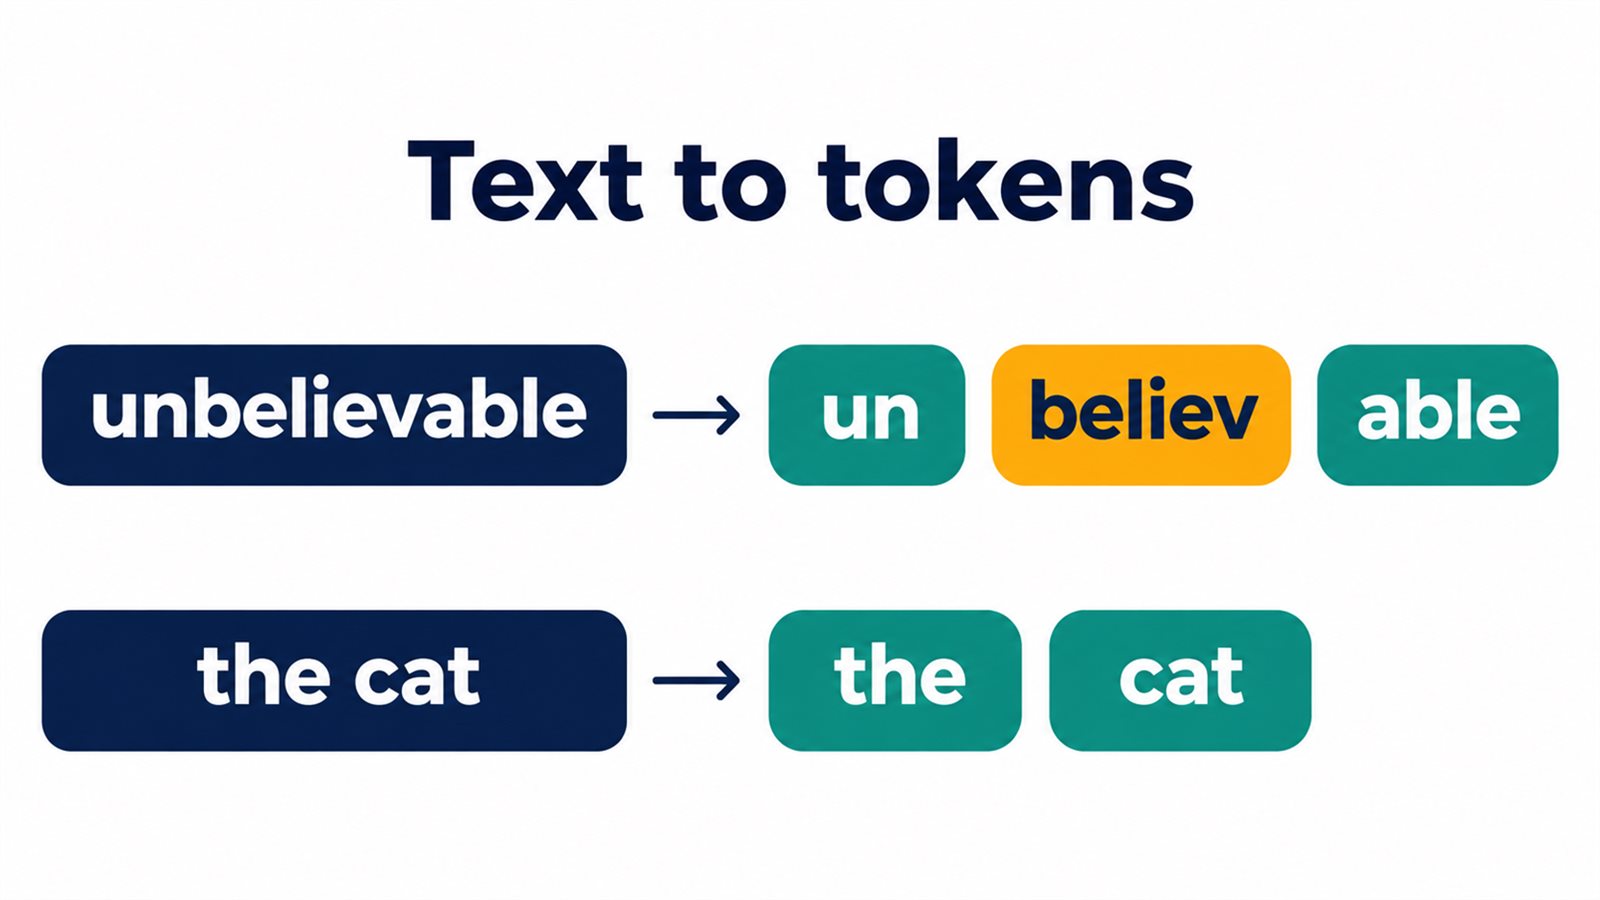 Text to tokens
unbelievable → un believ able
the cat → the cat